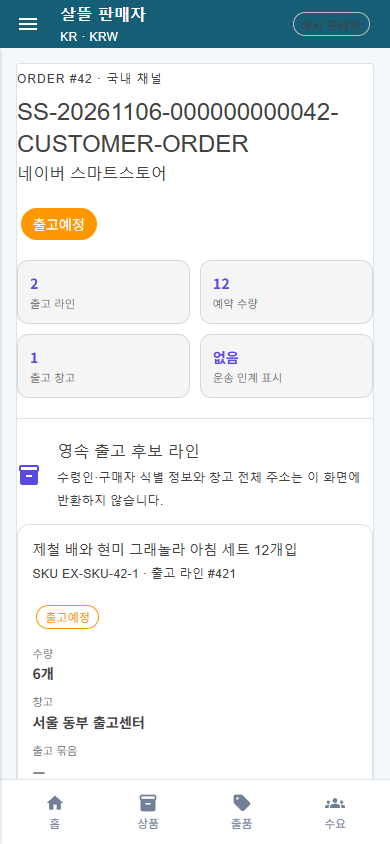 살뜰 판매자
KR · KRW
예시 판매자
ORDER #42 · 국내 채널
SS-20261106-000000000042-
CUSTOMER-ORDER
네이버 스마트스토어
출고예정
2
출고 라인
12
예약 수량
1
출고 창고
없음
운송 인계 표시
영속 출고 후보 라인
수령인·구매자 식별 정보와 창고 전체 주소는 이 화면에
반환하지 않습니다.
제철 배와 현미 그래놀라 아침 세트 12개입
SKU EX-SKU-42-1 · 출고 라인 #421
출고예정
수량
6개
창고
서울 동부 출고센터
출고 묶음
—
홈
상품
출품
수요